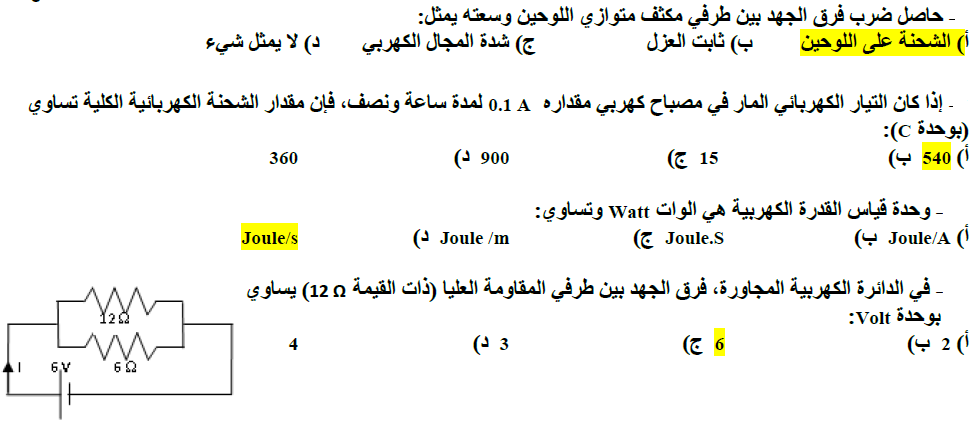 - حاصل ضرب فرق الجهد بين طرفي مكثف متوازي اللوحين وسعته يمثل:
أ) الشحنة على اللوحين ب) ثابت العزل ج) شدة المجال الكهربي د) لا يمثل شيء
- إذا كان التيار الكهربائي المار في مصباح كهربي مقداره 0.1 A لمدة ساعة ونصف، فإن مقدار الشحنة الكهربائية الكلية تساوي
(بوحدة C):
أ) 540 ب) 15 ج) 900 د) 360
- وحدة قياس القدرة الكهربية هي الوات Watt وتساوي:
أ) Joule/A ب) Joule.S ج) Joule /m د) Joule/s
- في الدائرة الكهربية المجاورة، فرق الجهد بين طرفي المقاومة العليا (ذات القيمة 12 Ω) يساوي
بوحدة Volt:
أ) 2 ب) 6 ج) 3 د) 4
12 Ω
I 6 V 6 Ω